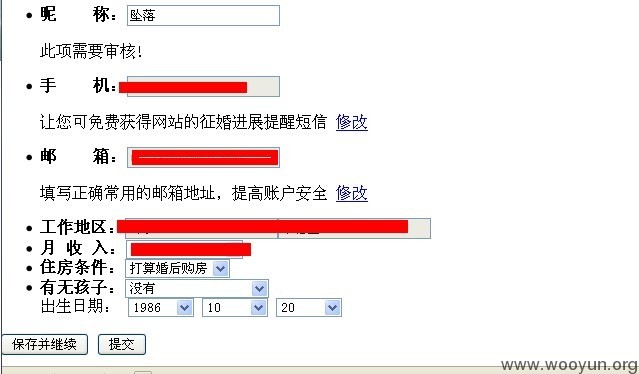 昵 称： 坠落
此项需要审核!
手 机：
让您可免费获得网站的征婚进展提醒短信 修改
邮 箱：
填写正确常用的邮箱地址，提高账户安全 修改
工作地区：
月 收 入：
住房条件： 打算婚后购房
有无孩子： 没有
出生日期： 1986 10 20
保存并继续 提交
www.wooyun.org